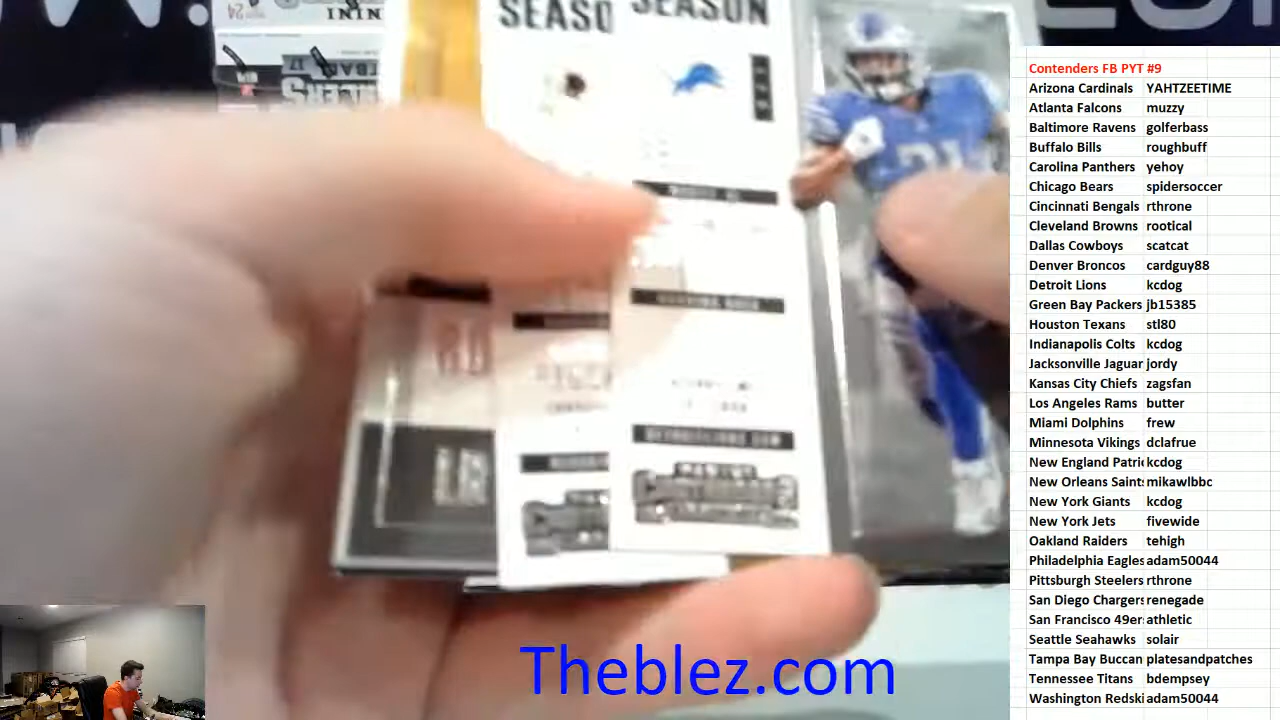 PANINI
SEASO
SEASON
Contenders FB PYT #9
Arizona Cardinals YAHTZEETIME
Atlanta Falcons muzzy
Baltimore Ravens golferbass
Buffalo Bills roughbuff
Carolina Panthers yehoy
Chicago Bears spidersoccer
Cincinnati Bengals rthrone
Cleveland Browns rootical
Dallas Cowboys scatcat
Denver Broncos cardguy88
Detroit Lions kcdog
Green Bay Packers jb15385
Houston Texans stl80
Indianapolis Colts kcdog
Jacksonville Jaguar jordy
Kansas City Chiefs zagsfan
Los Angeles Rams butter
Miami Dolphins frew
Minnesota Vikings dclafrue
New England Patri kcdog
New Orleans Saints mikawlbbc
New York Giants kcdog
New York Jets fivewide
Oakland Raiders tehigh
Philadelphia Eagles adam50044
Pittsburgh Steelers rthrone
San Diego Chargers renegade
San Francisco 49er athletic
Seattle Seahawks solair
Tampa Bay Buccan platesandpatches
Tennessee Titans bdempsey
Washington Redski adam50044
Theblez.com